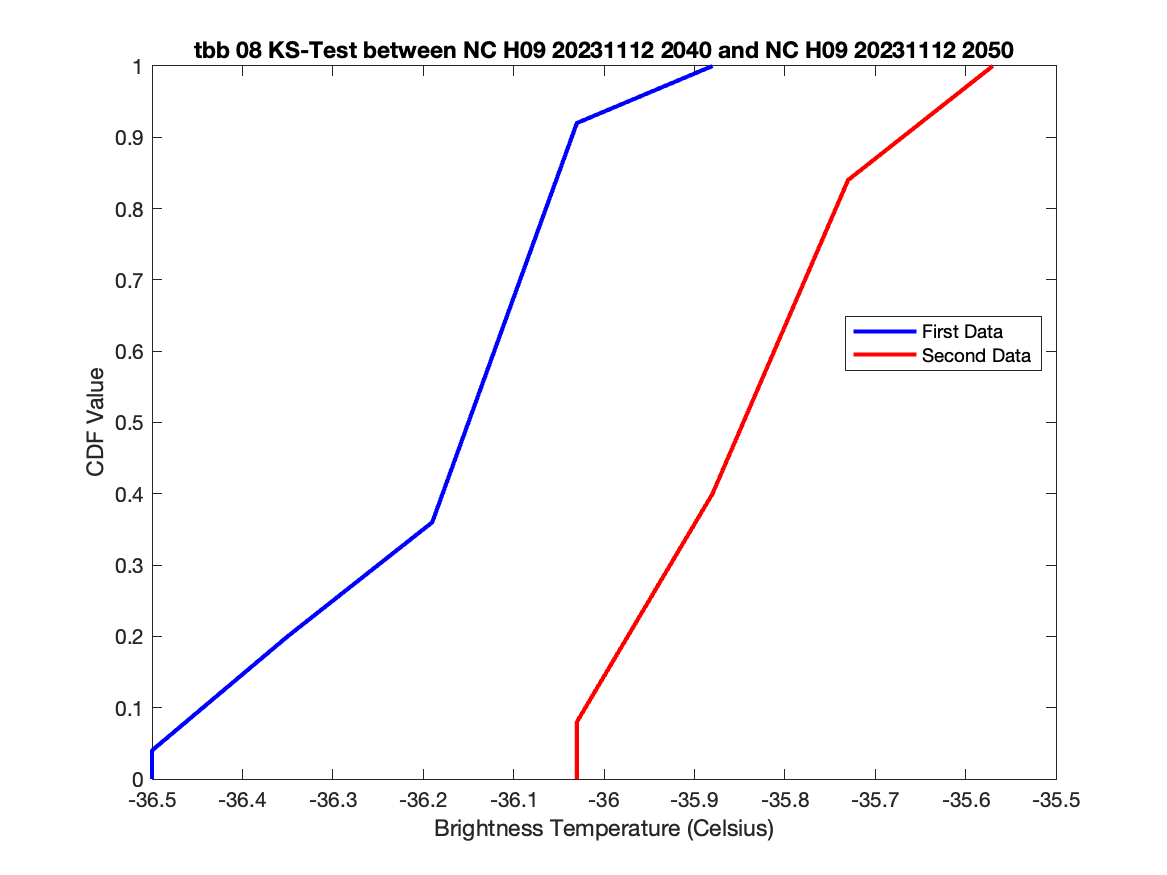 tbb 08 KS-Test between NC H09 20231112 2040 and NC H09 20231112 2050
1
0.9
0.8
0.7
0.6
0.5
0.4
0.3
0.2
0.1
0
CDF Value
First Data
Second Data
-36.5 -36.4 -36.3 -36.2 -36.1 -36 -35.9 -35.8 -35.7 -35.6 -35.5
Brightness Temperature (Celsius)